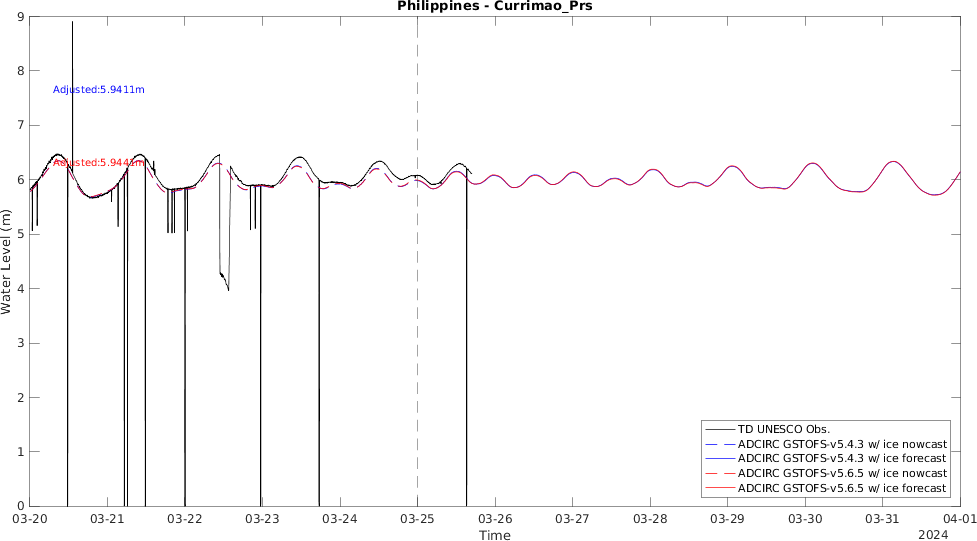 Philippines - Currimao_Prs
9
8
Adjusted:5.9411m
7
Adjusted:5.9441m
6
5
4
3
2
1
0
Water Level (m)
TD UNESCO Obs.
ADCIRC GSTOFS-v5.4.3 w/ ice nowcast
ADCIRC GSTOFS-v5.4.3 w/ ice forecast
ADCIRC GSTOFS-v5.6.5 w/ ice nowcast
ADCIRC GSTOFS-v5.6.5 w/ ice forecast
03-20 03-21 03-22 03-23 03-24 03-25 03-26 03-27 03-28 03-29 03-30 03-31 04-01
Time
2024